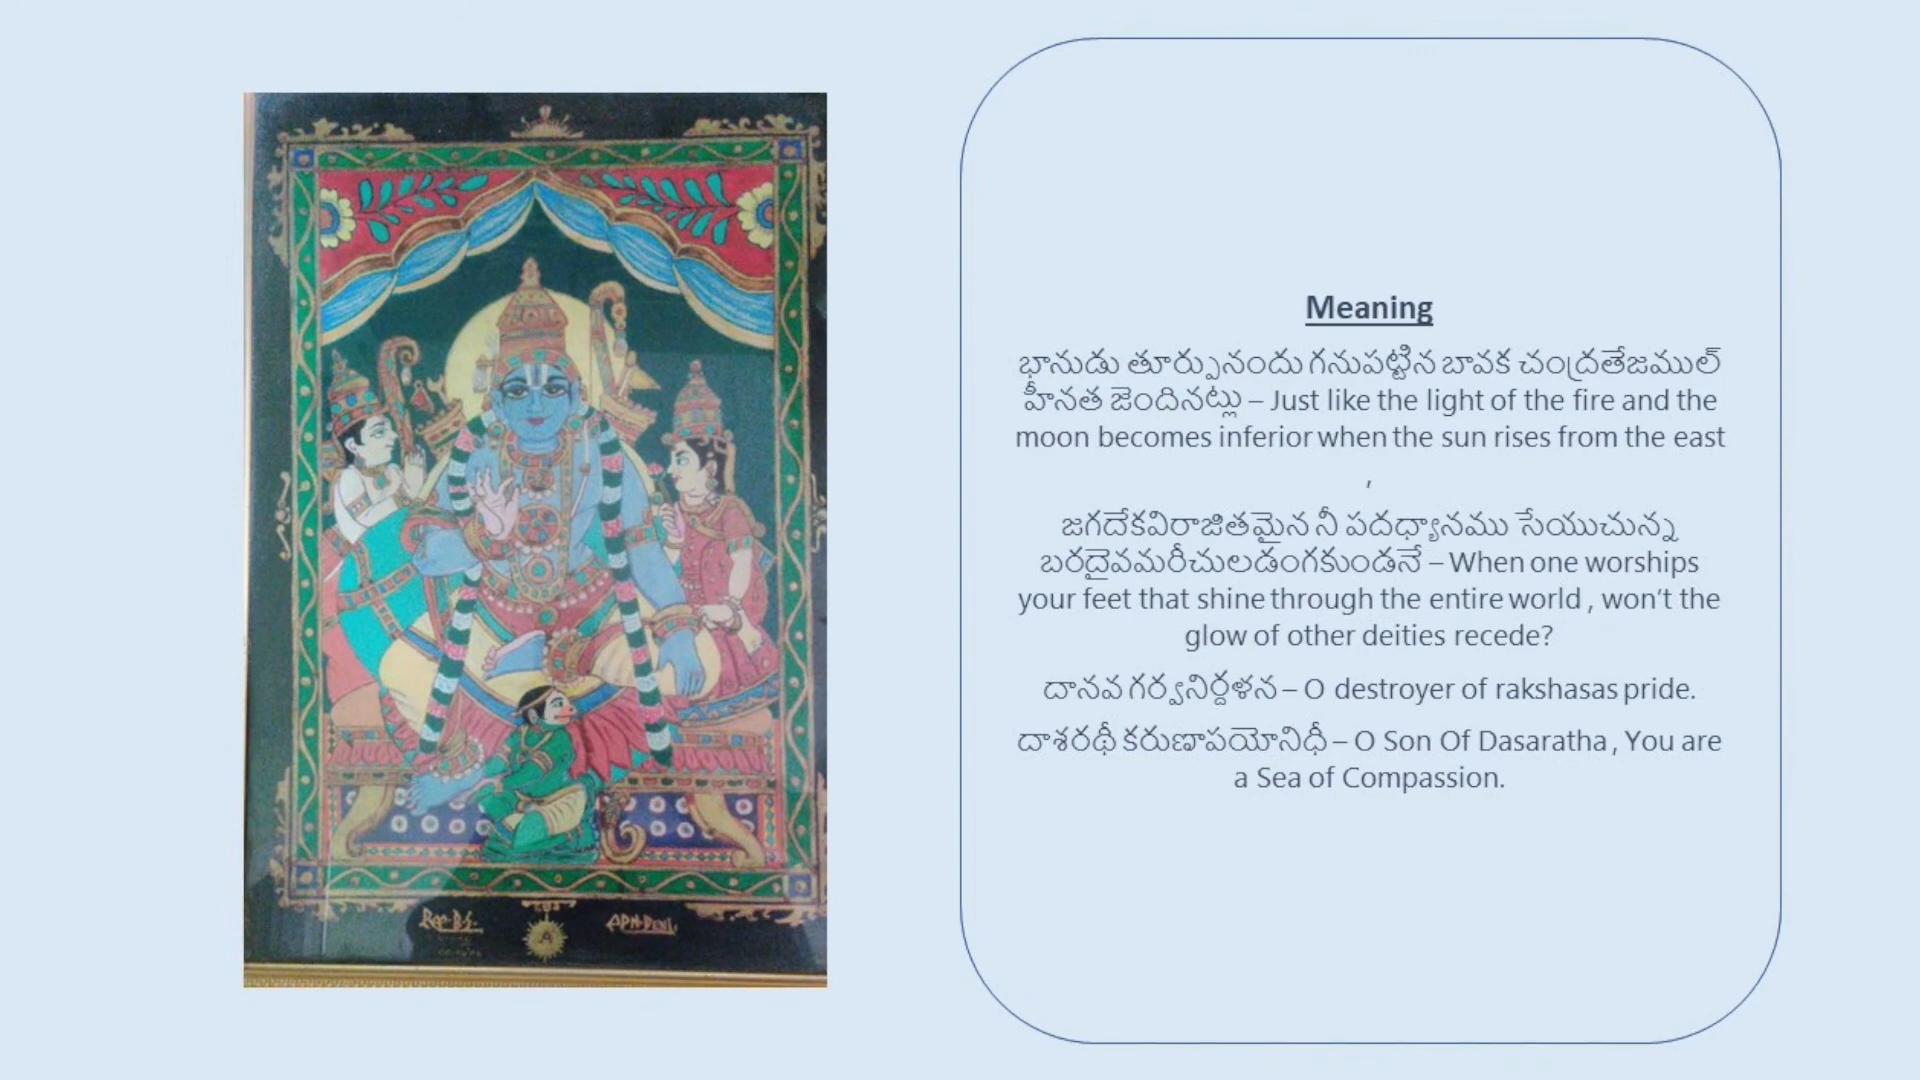 Meaning
భానుడు తూర్పునందు గనుపట్టిన బావక చంద్రతేజముల్
హీనత జెందినట్లు – Just like the light of the fire and the
moon becomes inferior when the sun rises from the east
,
జగదేకవిరాజితమైన నీ పదధ్యానము సేయుచున్న
బరదైవమరీచులడంగకుండనే – When one worships
your feet that shine through the entire world , won’t the
glow of other deities recede?
దానవ గర్వనిర్దళన – O destroyer of rakshasas pride.
దాశరథీ కరుణాపయోనిధీ – O Son Of Dasaratha , You are
a Sea of Compassion.